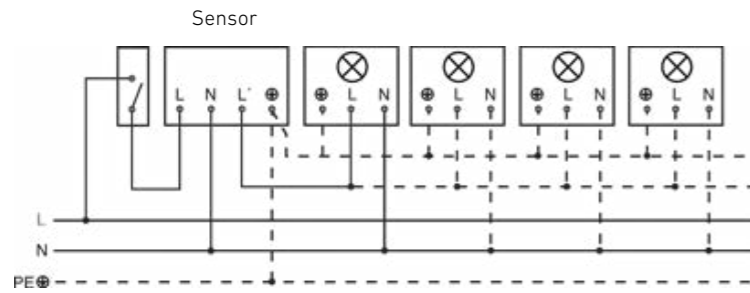 Sensor
L N L' ⏚ ⏚ L N ⏚ L N ⏚ L N ⏚ L N
L
N
PE⏚